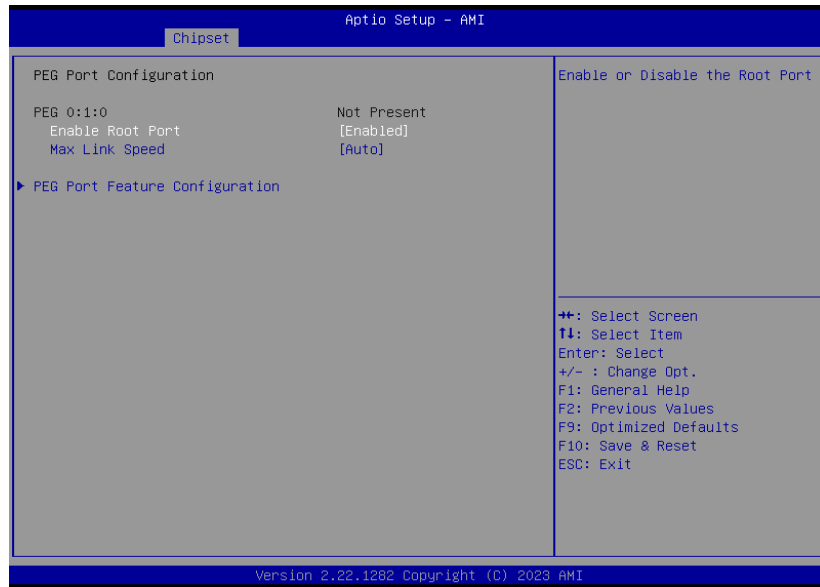 Aptio Setup - AMI
Chipset
PEG Port Configuration
PEG 0:1:0 Not Present
Enable Root Port [Enabled]
Max Link Speed [Auto]
PEG Port Feature Configuration
Enable or Disable the Root Port
→←: Select Screen
↑↓: Select Item
Enter: Select
+/- : Change Opt.
F1: General Help
F2: Previous Values
F9: Optimized Defaults
F10: Save & Reset
ESC: Exit
Version 2.22.1282 Copyright (C) 2023 AMI